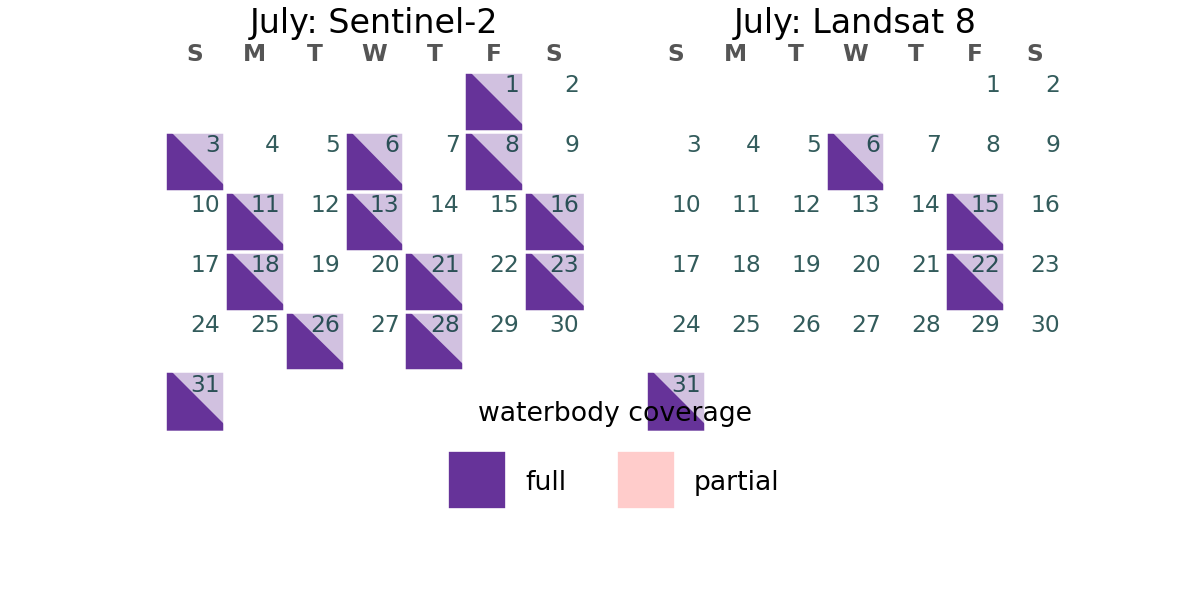 July: Sentinel-2
S M T W T F S
1 2
3 4 5 6 7 8 9
10 11 12 13 14 15 16
17 18 19 20 21 22 23
24 25 26 27 28 29 30
31
July: Landsat 8
S M T W T F S
1 2
3 4 5 6 7 8 9
10 11 12 13 14 15 16
17 18 19 20 21 22 23
24 25 26 27 28 29 30
31
waterbody coverage
full partial